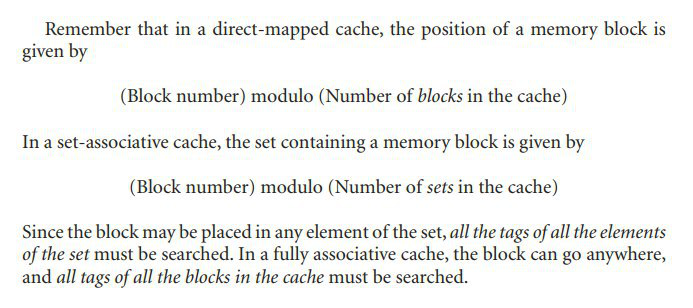 Remember that in a direct-mapped cache, the position of a memory block is
given by
(Block number) modulo (Number of blocks in the cache)
In a set-associative cache, the set containing a memory block is given by
(Block number) modulo (Number of sets in the cache)
Since the block may be placed in any element of the set, all the tags of all the elements
of the set must be searched. In a fully associative cache, the block can go anywhere,
and all tags of all the blocks in the cache must be searched.